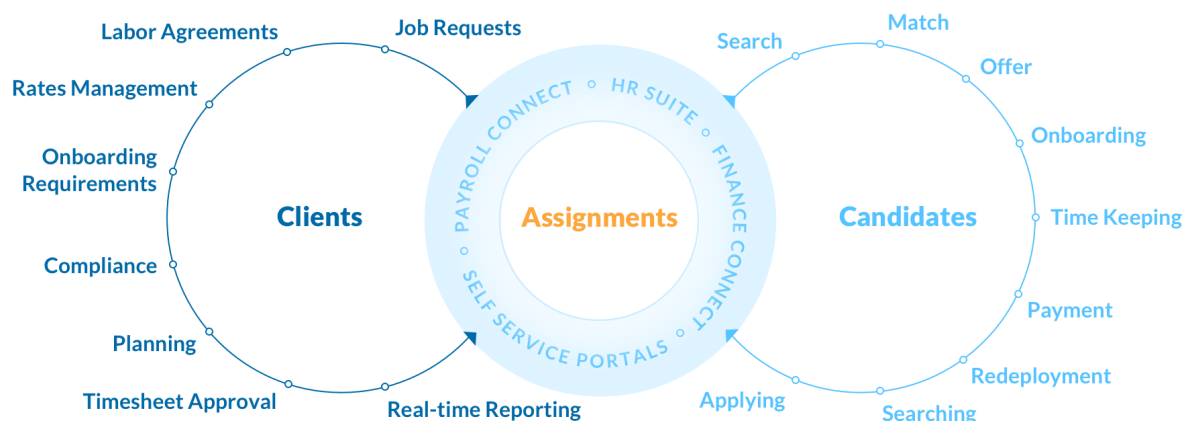 Job Requests
Labor Agreements
Rates Management
Onboarding
Requirements
Compliance
Planning
Timesheet Approval
Real-time Reporting
Clients
PAYROLL CONNECT
HR SUITE
FINANCE CONNECT
SELF SERVICE PORTALS
Assignments
Candidates
Search
Match
Offer
Onboarding
Time Keeping
Payment
Redeployment
Searching
Applying